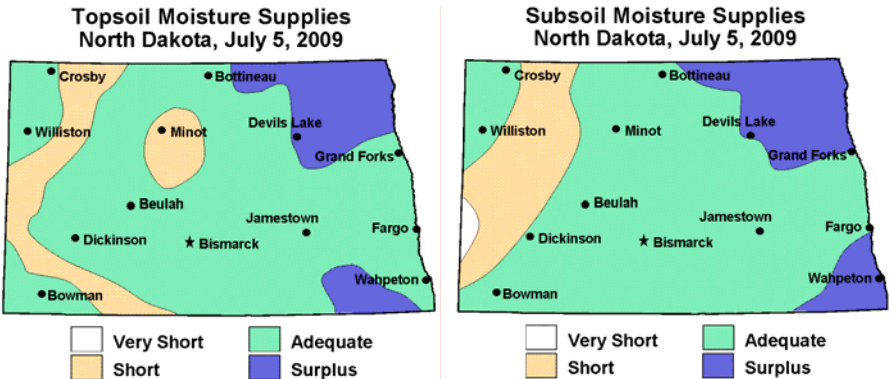 Topsoil Moisture Supplies
North Dakota, July 5, 2009
Crosby
Bottineau
Williston
Minot
Devils Lake
Grand Forks
Beulah
Jamestown
Fargo
Dickinson
Bismarck
Wahpeton
Bowman
Very Short
Adequate
Short
Surplus
Subsoil Moisture Supplies
North Dakota, July 5, 2009
Crosby
Bottineau
Williston
Minot
Devils Lake
Grand Forks
Beulah
Jamestown
Fargo
Dickinson
Bismarck
Wahpeton
Bowman
Very Short
Adequate
Short
Surplus